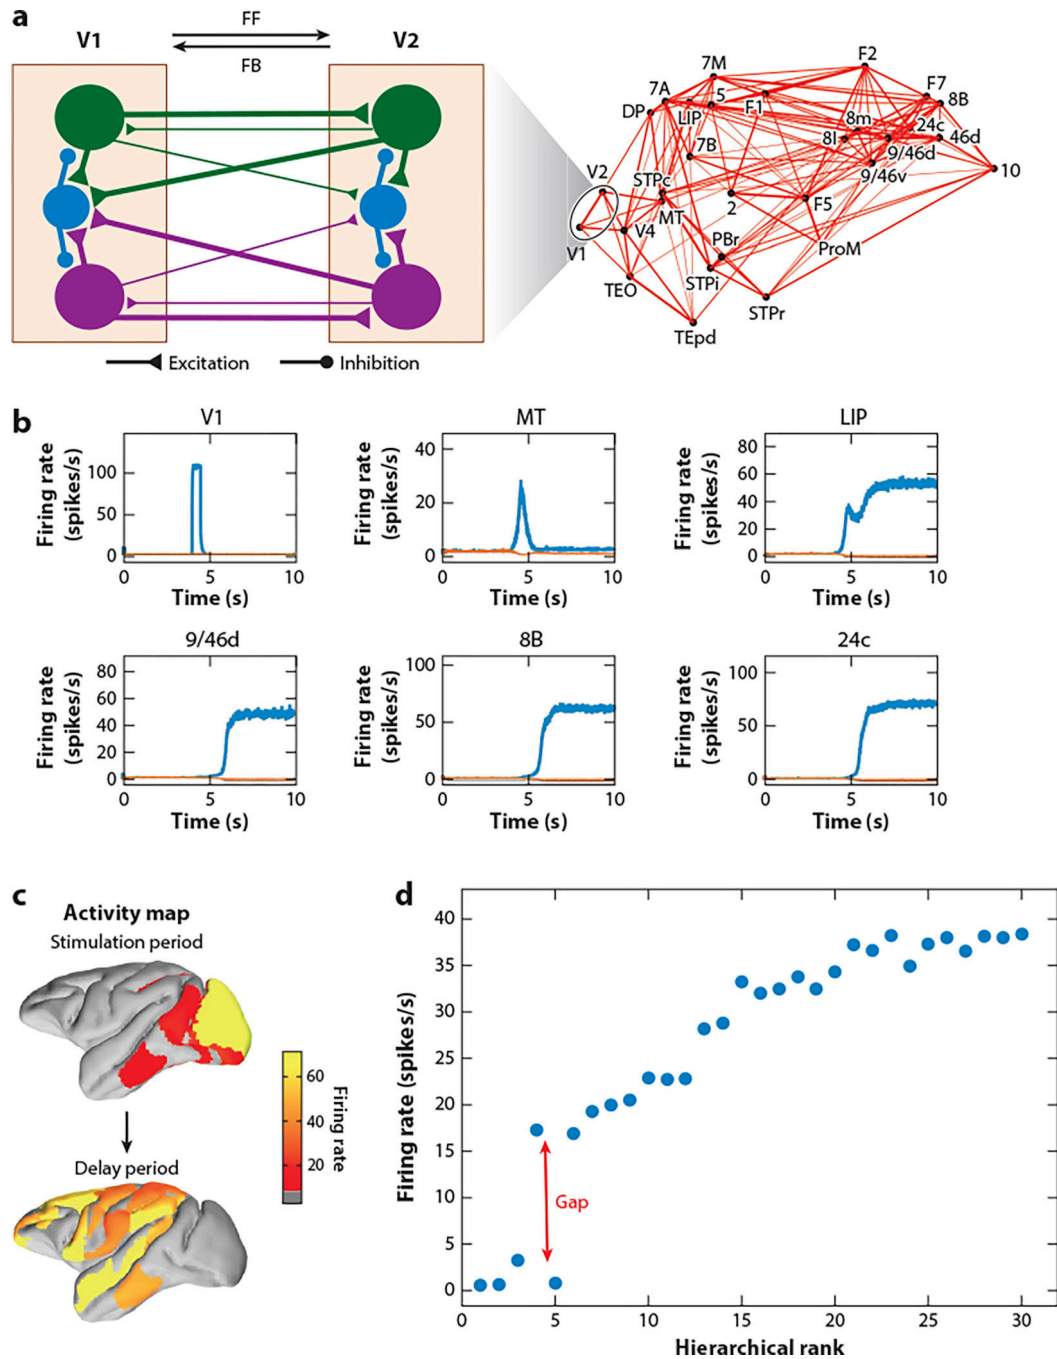 a
V1
FF
FB
V2
Excitation
Inhibition
7M
F2
7A
5
F7
DP
LIP
F1
8B
8m
24c
8l
46d
7B
9/46d
9/46v
10
STPc
V2
MT
2
F5
V1
V4
PBr
ProM
TEO
STPi
STPr
TEpd
b
V1
MT
LIP
Firing rate
(spikes/s)
100
50
0
0
5
10
Time (s)
Firing rate
(spikes/s)
40
20
0
0
5
10
Time (s)
Firing rate
(spikes/s)
80
60
40
20
0
0
5
10
Time (s)
9/46d
8B
24c
Firing rate
(spikes/s)
80
60
40
20
0
0
5
10
Time (s)
Firing rate
(spikes/s)
100
50
0
0
5
10
Time (s)
Firing rate
(spikes/s)
100
50
0
0
5
10
Time (s)
c
Activity map
Stimulation period
60
40
20
Firing rate
Delay period
d
Firing rate (spikes/s)
40
35
30
25
20
15
10
5
0
Gap
0
5
10
15
20
25
30
Hierarchical rank